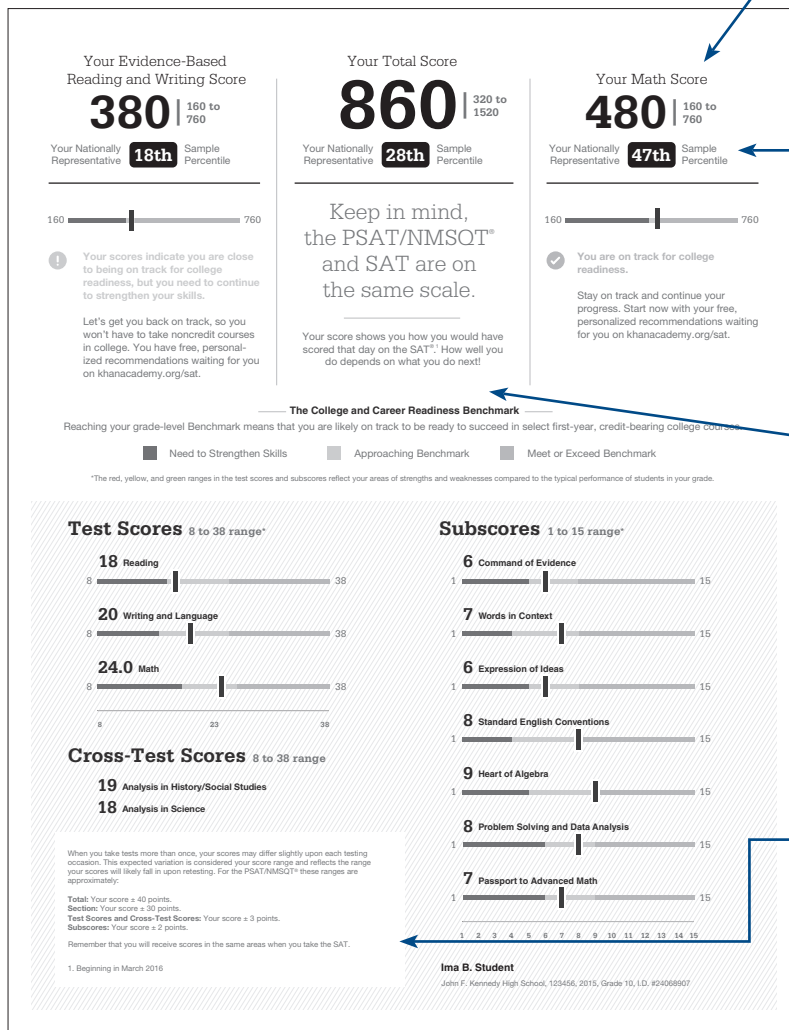 Your Evidence-Based
Reading and Writing Score
380 | 160 to
760
Your Nationally
Representative
18th
Sample
Percentile
160
760
Your scores indicate you are close
to being on track for college
readiness, but you need to continue
to strengthen your skills.
Let's get you back on track, so you
won't have to take noncredit courses
in college. You have free, personal-
ized recommendations waiting for you
on khanacademy.org/sat.
Your Total Score
860 | 320 to
1520
Your Nationally
Representative
28th
Sample
Percentile
Keep in mind,
the PSAT/NMSQT®
and SAT are on
the same scale.
Your score shows you how you would have
scored that day on the SAT®.¹ How well you
do depends on what you do next!
Your Math Score
480 | 160 to
760
Your Nationally
Representative
47th
Sample
Percentile
160
760
You are on track for college
readiness.
Stay on track and continue your
progress. Start now with your free,
personalized recommendations waiting
for you on khanacademy.org/sat.
The College and Career Readiness Benchmark
Reaching your grade-level Benchmark means that you are likely on track to be ready to succeed in select first-year, credit-bearing college courses.
Need to Strengthen Skills
Approaching Benchmark
Meet or Exceed Benchmark
*The red, yellow, and green ranges in the test scores and subscores reflect your areas of strengths and weaknesses compared to the typical performance of students in your grade.
Test Scores 8 to 38 range*
18 Reading
8
38
20 Writing and Language
8
38
24.0 Math
8
38
8 23 38
Cross-Test Scores 8 to 38 range
19 Analysis in History/Social Studies
18 Analysis in Science
When you take tests more than once, your scores may differ slightly upon each testing
occasion. This expected variation is considered your score range and reflects the range
your scores will likely fall in upon retesting. For the PSAT/NMSQT® these ranges are
approximately:
Total: Your score ± 40 points.
Section: Your score ± 30 points.
Test Scores and Cross-Test Scores: Your score ± 3 points.
Subscores: Your score ± 2 points.
Remember that you will receive scores in the same areas when you take the SAT.
1. Beginning in March 2016
Subscores 1 to 15 range*
6 Command of Evidence
1
15
7 Words in Context
1
15
6 Expression of Ideas
1
15
8 Standard English Conventions
1
15
9 Heart of Algebra
1
15
8 Problem Solving and Data Analysis
1
15
7 Passport to Advanced Math
1
15
1 2 3 4 5 6 7 8 9 10 11 12 13 14 15
Ima B. Student
John F. Kennedy High School, 123456, 2015, Grade 10, I.D. #24068907